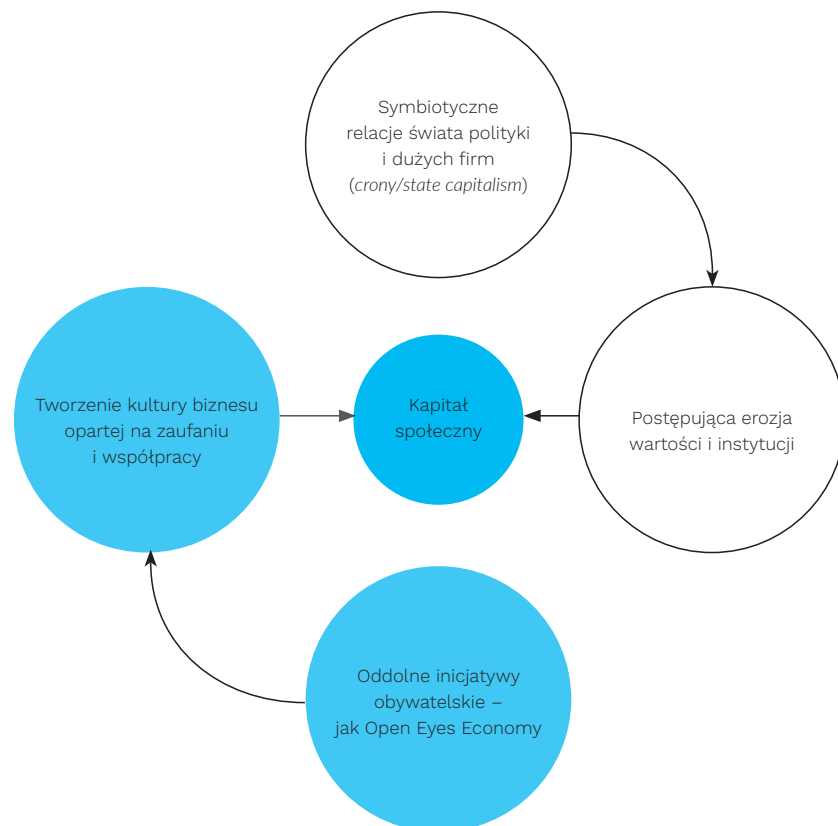 Symbiotyczne
relacje świata polityki
i dużych firm
(crony/state capitalism)
Tworzenie kultury biznesu
opartej na zaufaniu
i współpracy
Kapitał
społeczny
Postępująca erozja
wartości i instytucji
Oddolne inicjatywy
obywatelskie –
jak Open Eyes Economy